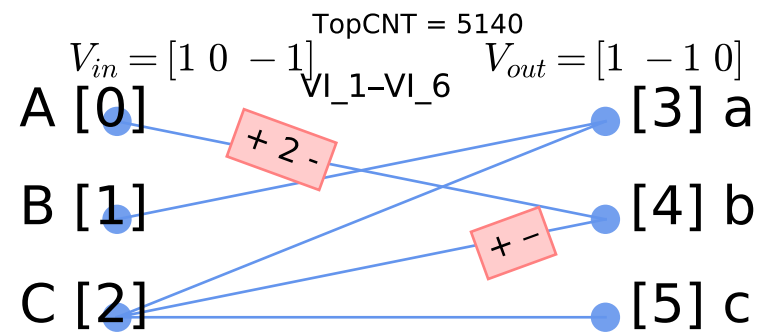 TopCNT = 5140
V_in = [1 0 −1]
V_out = [1 −1 0]
VI_1–VI_6
A [0]
[3] a
+ 2 -
B [1]
[4] b
+ −
C [2]
[5] c